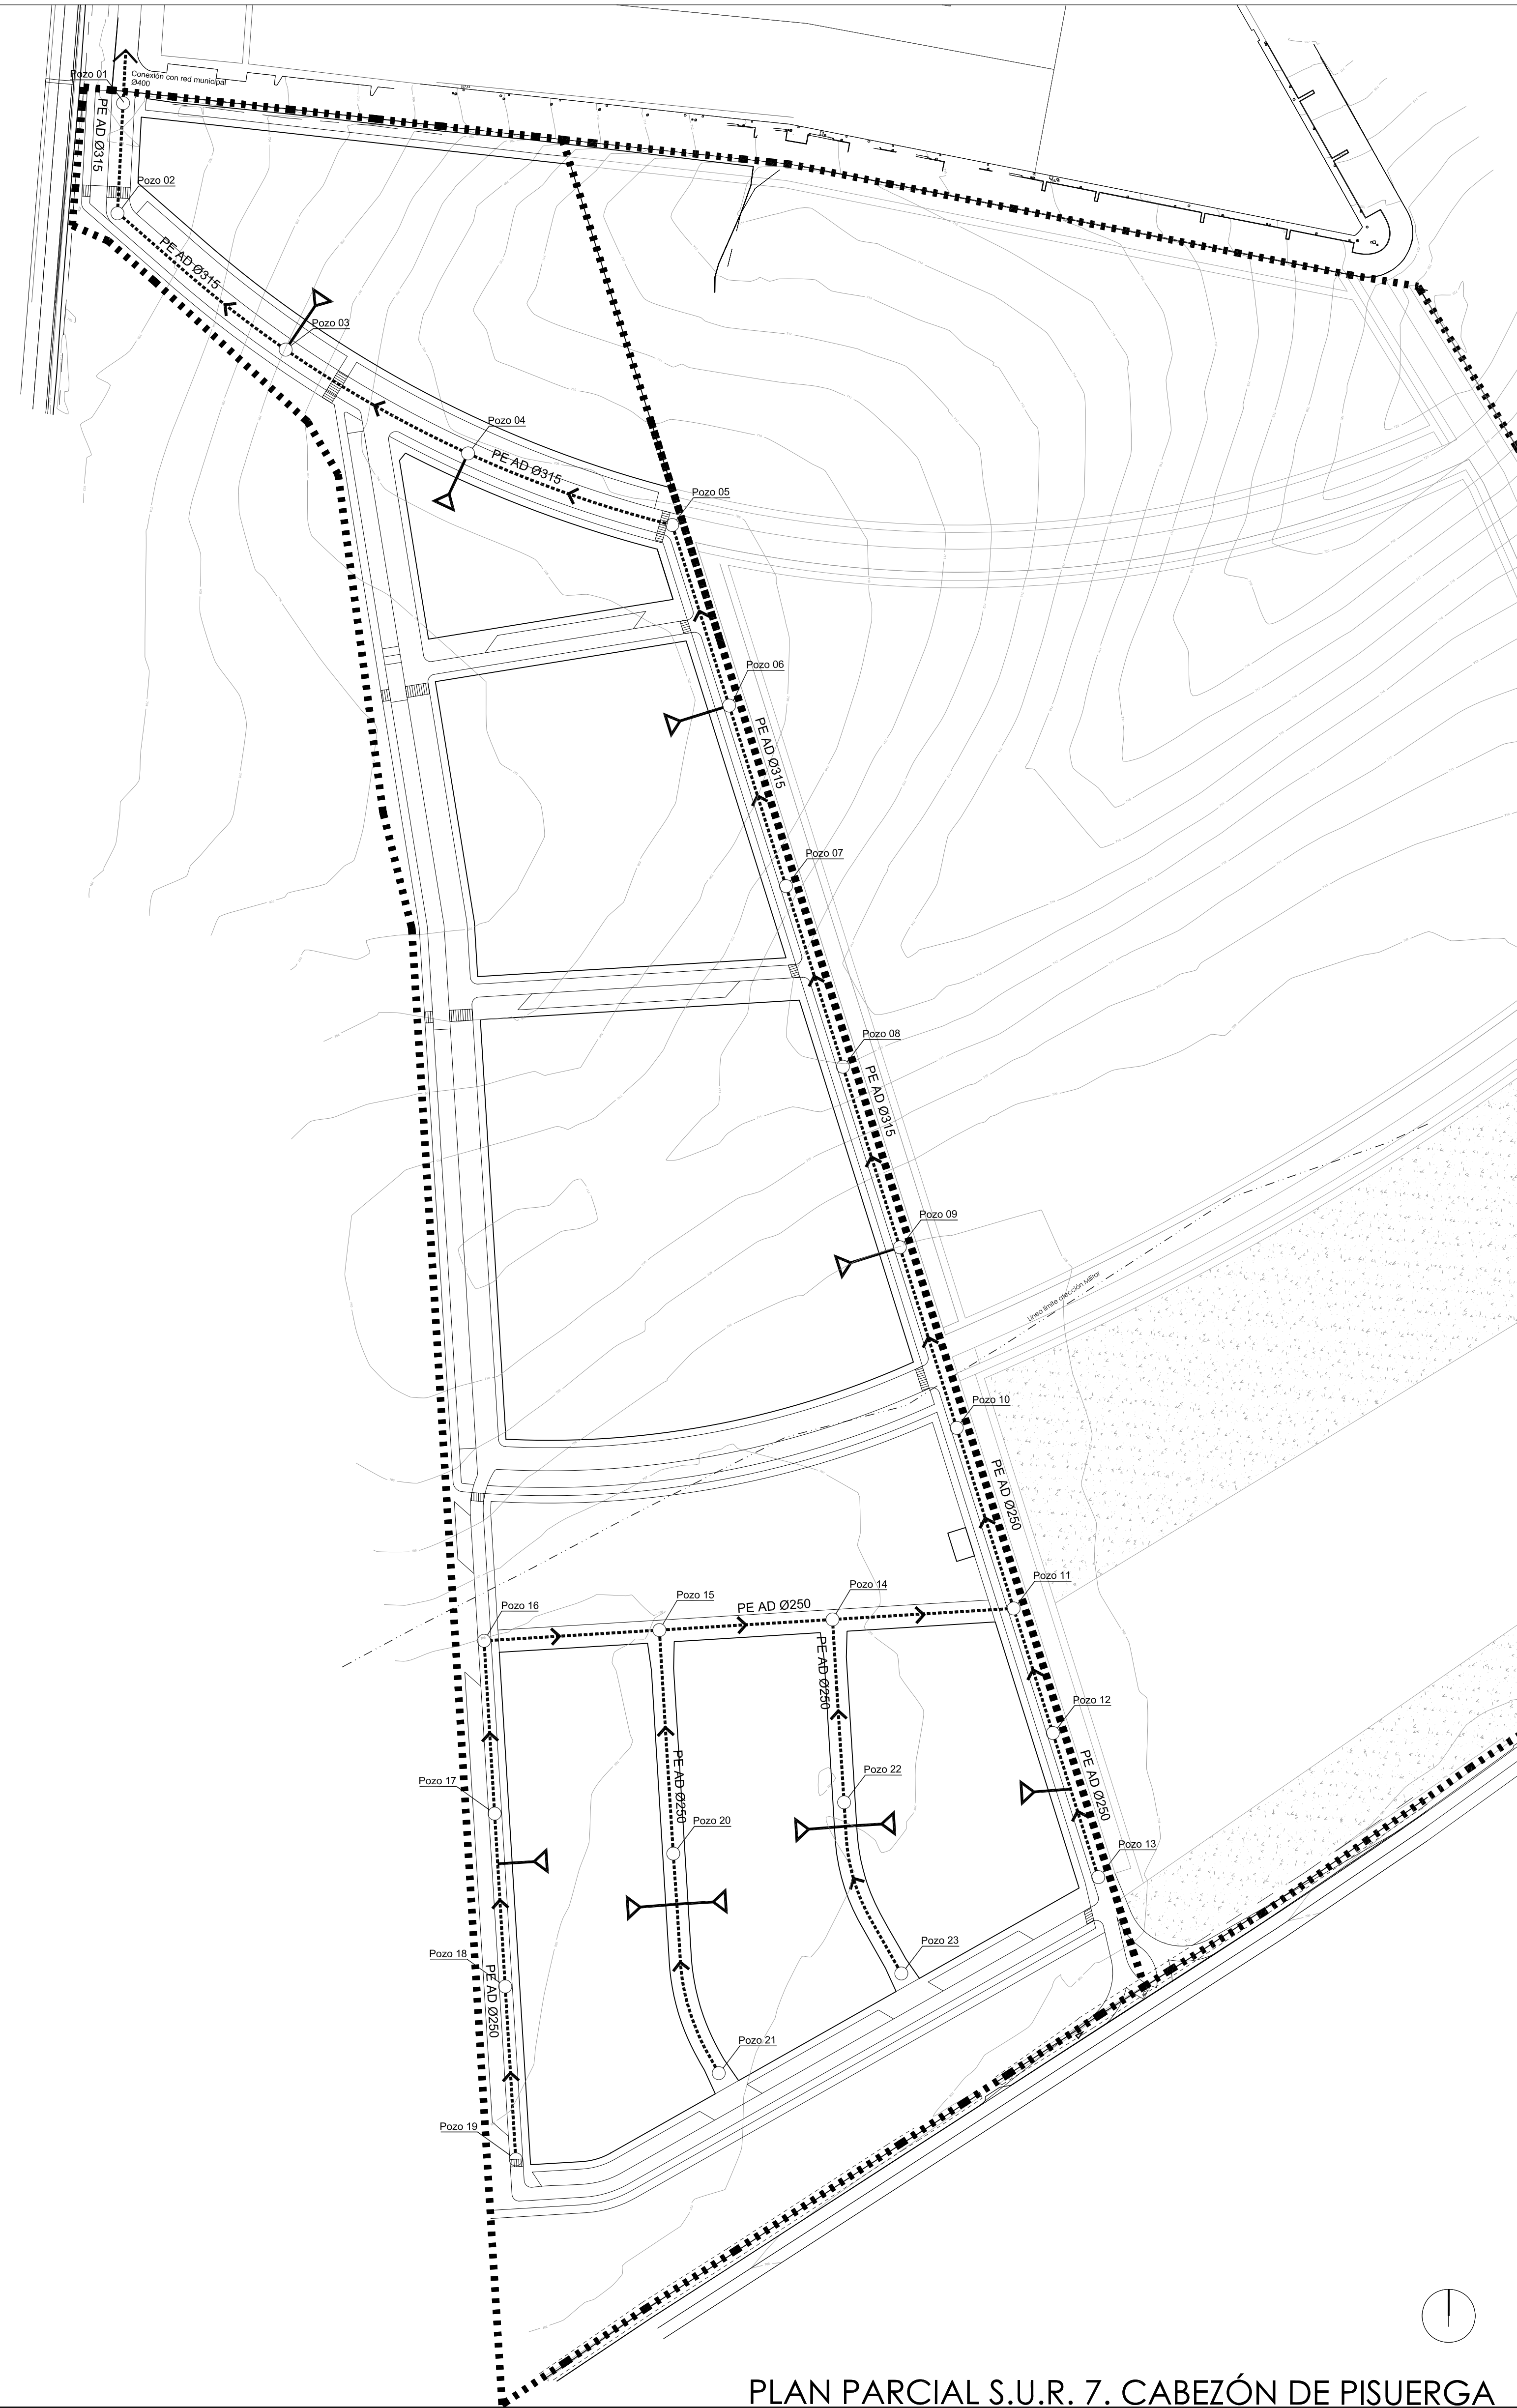 Pozo 01
Conexión con red municipal
Ø400
PE AD Ø315
Pozo 02
PE AD Ø315
Pozo 03
Pozo 04
PE AD Ø315
Pozo 05
Pozo 06
PE AD Ø315
Pozo 07
Pozo 08
PE AD Ø315
Pozo 09
Línea límite afección Militar
Pozo 10
PE AD Ø250
Pozo 11
Pozo 14
PE AD Ø250
Pozo 15
Pozo 16
PE AD Ø250
Pozo 12
PE AD Ø250
Pozo 22
PE AD Ø250
Pozo 17
Pozo 20
Pozo 13
Pozo 23
Pozo 18
PE AD Ø250
Pozo 21
Pozo 19
PLAN PARCIAL S.U.R. 7. CABEZÓN DE PISUERGA